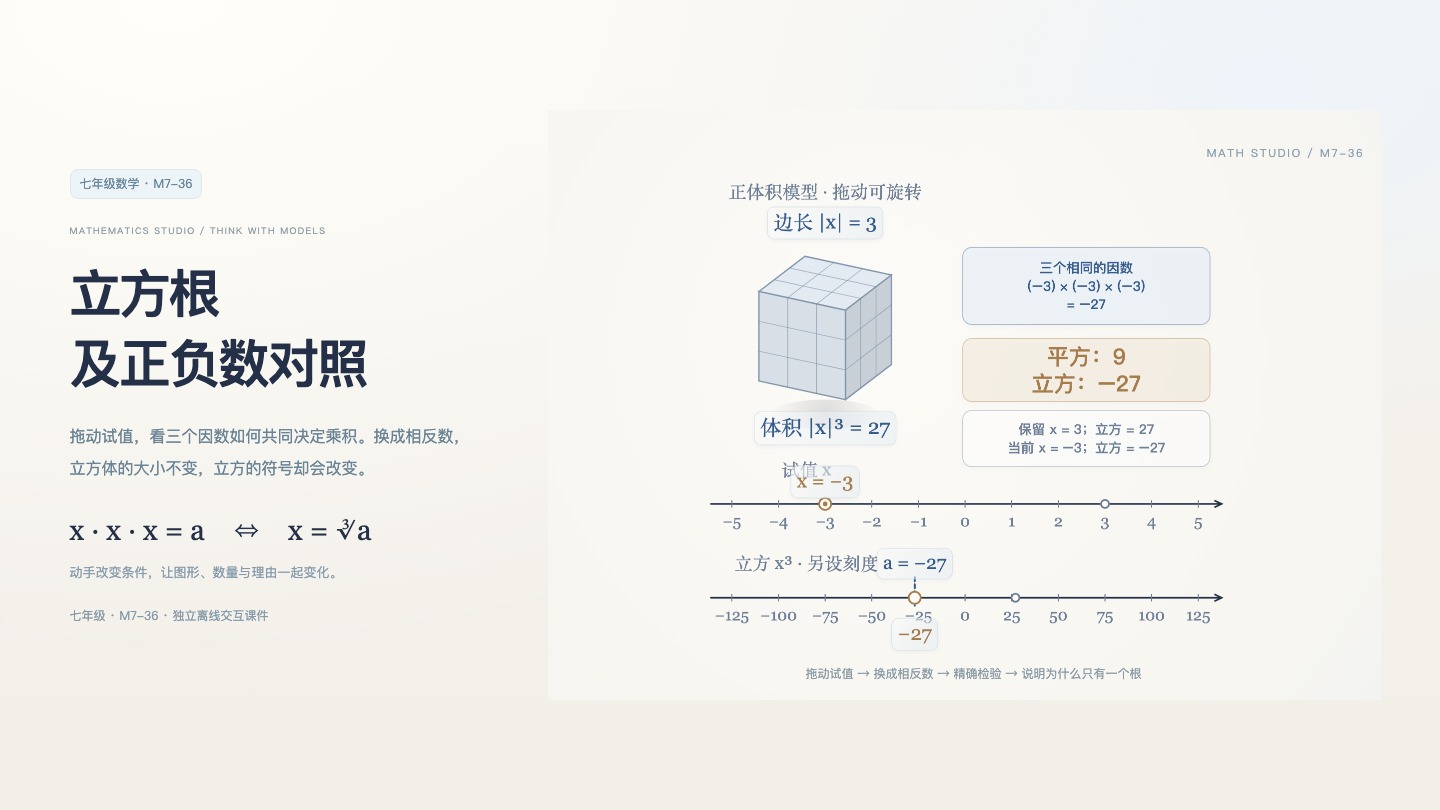 七年级数学 · M7–36
MATHEMATICS STUDIO / THINK WITH MODELS
立方根
及正负数对照
拖动试值，看三个因数如何共同决定乘积。换成相反数，
立方体的大小不变，立方的符号却会改变。
x · x · x = a ⇔ x = ∛a
动手改变条件，让图形、数量与理由一起变化。
七年级 · M7–36 · 独立离线交互课件
MATH STUDIO / M7–36
正体积模型 · 拖动可旋转
边长 |x| = 3
体积 |x|³ = 27
三个相同的因数
(−3) × (−3) × (−3)
= −27
平方：9
立方：−27
保留 x = 3；立方 = 27
当前 x = −3；立方 = −27
试值 x
x = −3
−5 −4 −3 −2 −1 0 1 2 3 4 5
立方 x³ · 另设刻度
a = −27
−125 −100 −75 −50 −25 0 25 50 75 100 125
−27
拖动试值 → 换成相反数 → 精确检验 → 说明为什么只有一个根